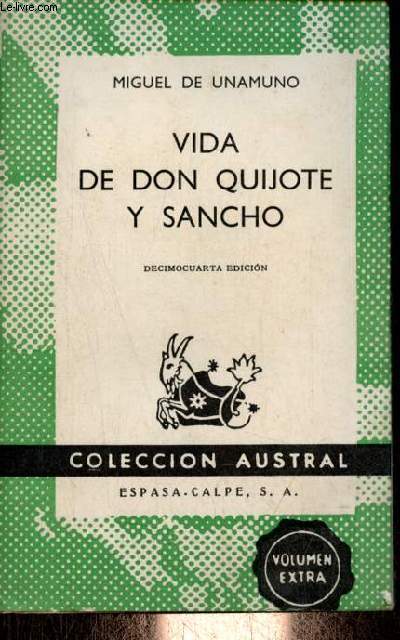 Le-livre.com
MIGUEL DE UNAMUNO
VIDA
DE DON QUIJOTE
Y SANCHO
DECIMOCUARTA EDICIÓN
COLECCION AUSTRAL
ESPASA-CALPE, S. A.
VOLUMEN
EXTRA